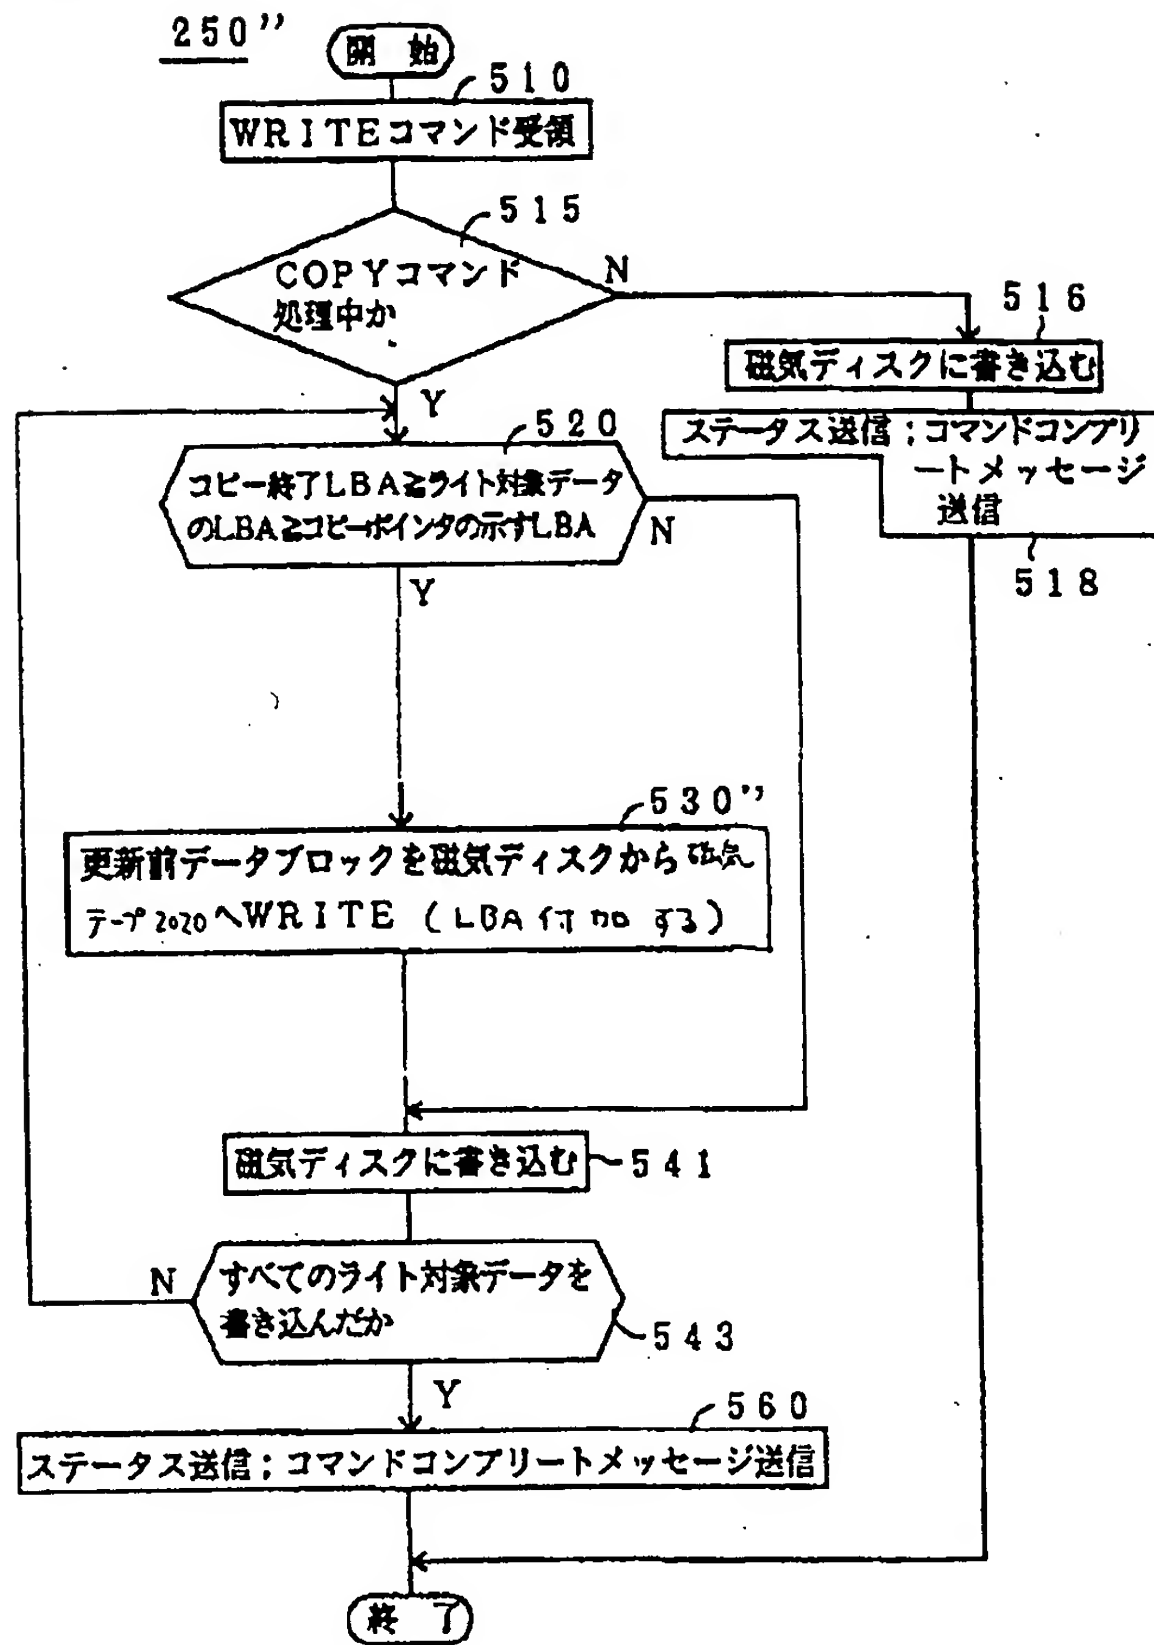 250”
開 始
510
WRITEコマンド受領
515
COPYコマンド
処理中か
N
Y
516
磁気ディスクに書き込む
ステータス送信;コマンドコンプリ
ートメッセージ
送信
518
520
コピー終了LBA≧ライト対象データ
のLBA≧コピーポインタの示すLBA
N
Y
530”
更新前データブロックを磁気ディスクから磁気
テープ2020へWRITE (LBA付加する)
磁気ディスクに書き込む
541
N
すべてのライト対象データを
書き込んだか
543
Y
560
ステータス送信;コマンドコンプリートメッセージ送信
終 了